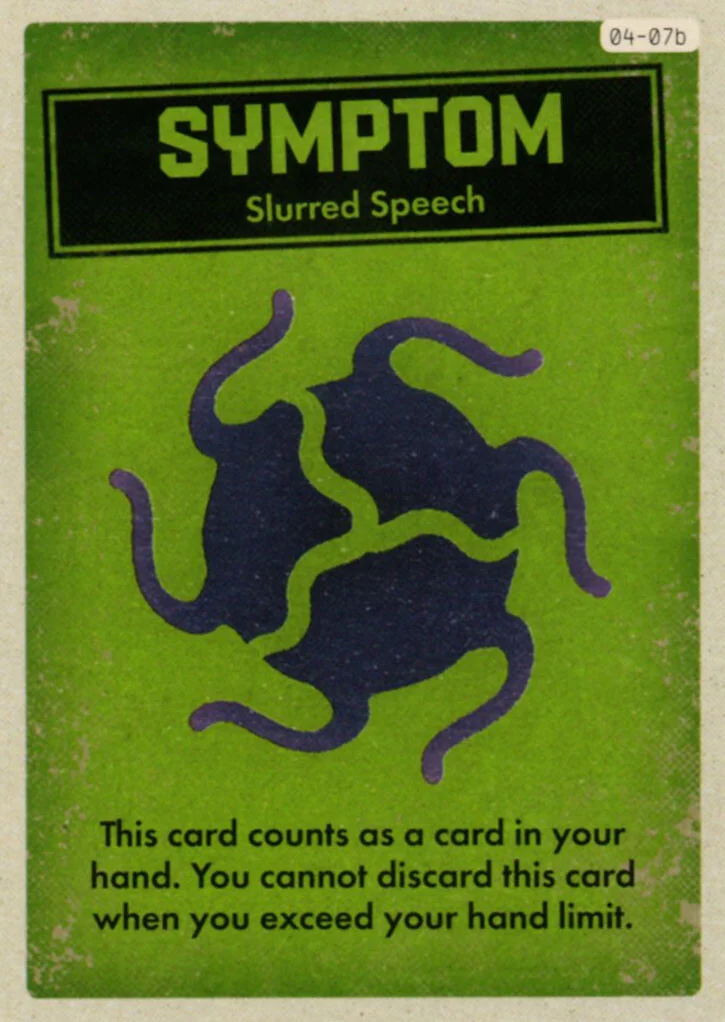 04-07b
SYMPTOM
Slurred Speech
This card counts as a card in your
hand. You cannot discard this card
when you exceed your hand limit.